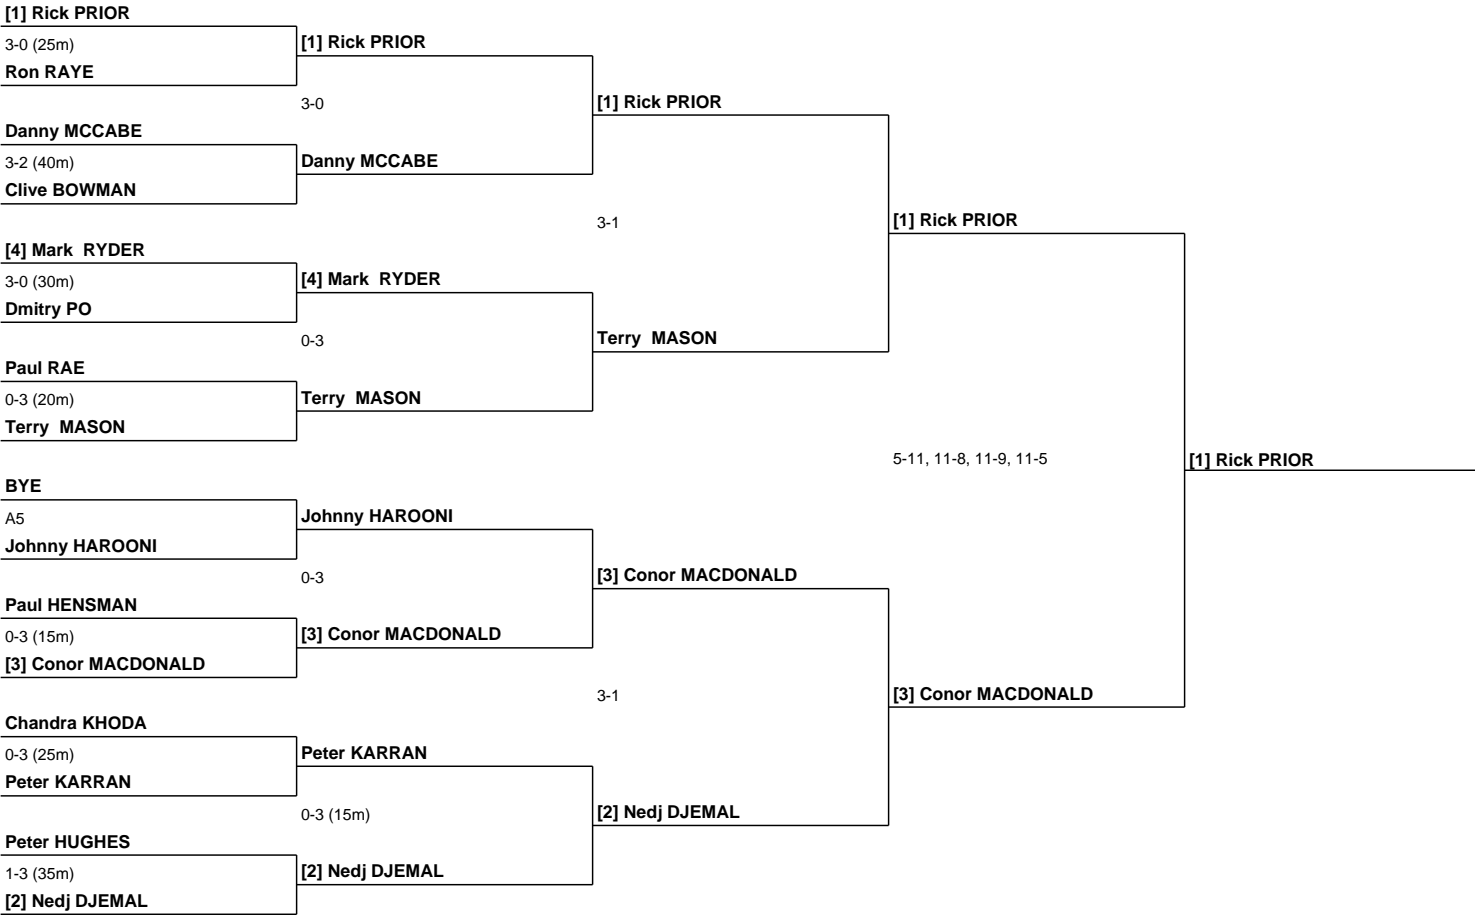 [1] Rick PRIOR
3-0 (25m)
Ron RAYE
Danny MCCABE
3-2 (40m)
Clive BOWMAN
[4] Mark  RYDER
3-0 (30m)
Dmitry PO
Paul RAE
0-3 (20m)
Terry  MASON
BYE
A5
Johnny HAROONI
Paul HENSMAN
0-3 (15m)
[3] Conor MACDONALD
Chandra KHODA
0-3 (25m)
Peter KARRAN
Peter HUGHES
1-3 (35m)
[2] Nedj DJEMAL
[1] Rick PRIOR
3-0
Danny MCCABE
[4] Mark  RYDER
0-3
Terry  MASON
Johnny HAROONI
0-3
[3] Conor MACDONALD
Peter KARRAN
0-3 (15m)
[2] Nedj DJEMAL
[1] Rick PRIOR
3-1
Terry  MASON
[3] Conor MACDONALD
3-1
[2] Nedj DJEMAL
[1] Rick PRIOR
5-11, 11-8, 11-9, 11-5
[3] Conor MACDONALD
[1] Rick PRIOR